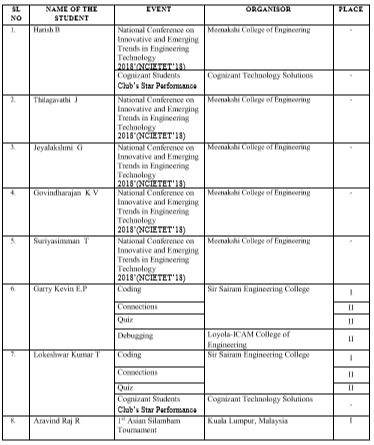 SL NO NAME OF THE STUDENT EVENT ORGANISOR PLACE
1. Harish B National Conference on Innovative and Emerging Trends in Engineering Technology 2018'(NCIETET'18) Meenakshi College of Engineering -
Cognizant Students Club's Star Performance Cognizant Technology Solutions -
2. Thilagavathi J National Conference on Innovative and Emerging Trends in Engineering Technology 2018'(NCIETET'18) Meenakshi College of Engineering -
3. Jeyalakshmi G National Conference on Innovative and Emerging Trends in Engineering Technology 2018'(NCIETET'18) Meenakshi College of Engineering -
4. Govindharajan K V National Conference on Innovative and Emerging Trends in Engineering Technology 2018'(NCIETET'18) Meenakshi College of Engineering -
5. Suriyasimman T National Conference on Innovative and Emerging Trends in Engineering Technology 2018'(NCIETET'18) Meenakshi College of Engineering -
6. Garry Kevin E.P Coding Sir Sairam Engineering College I
Connections II
Quiz II
Debugging Loyola-ICAM College of Engineering II
7. Lokeshwar Kumar T Coding Sir Sairam Engineering College I
Connections II
Quiz II
Cognizant Students Club's Star Performance Cognizant Technology Solutions -
8. Aravind Raj R 1st Asian Silambam Tournament Kuala Lumpur, Malaysia I